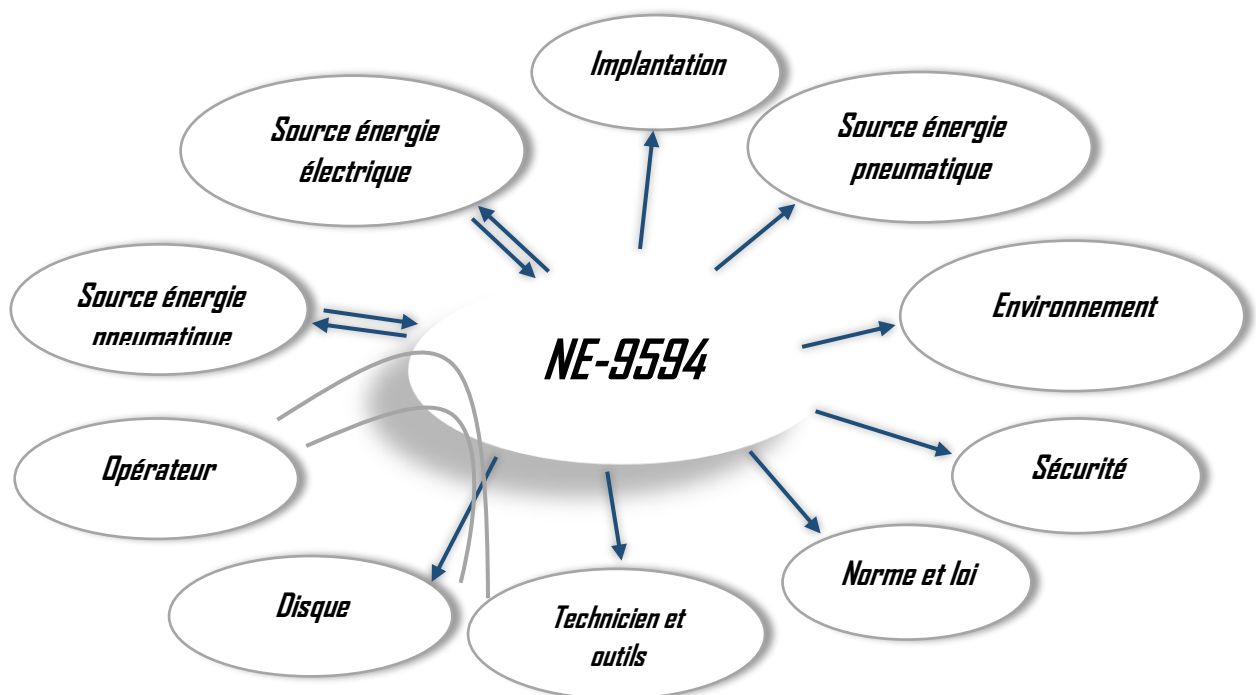 Implantation
Source énergie
électrique
Source énergie
pneumatique
Source énergie
pneumatique
Environnement
NE-9594
Opérateur
Sécurité
Disque
Technicien et
outils
Norme et loi